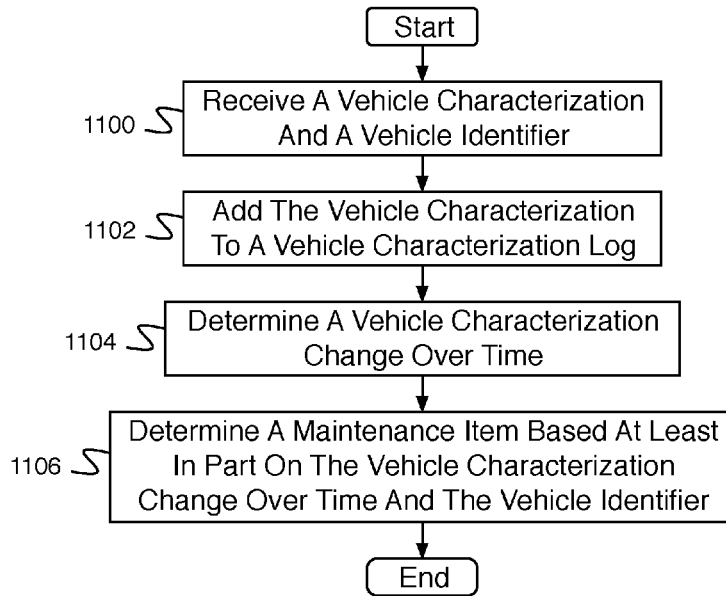 Start
1100
Receive A Vehicle Characterization
And A Vehicle Identifier
1102
Add The Vehicle Characterization
To A Vehicle Characterization Log
1104
Determine A Vehicle Characterization
Change Over Time
1106
Determine A Maintenance Item Based At Least
In Part On The Vehicle Characterization
Change Over Time And The Vehicle Identifier
End